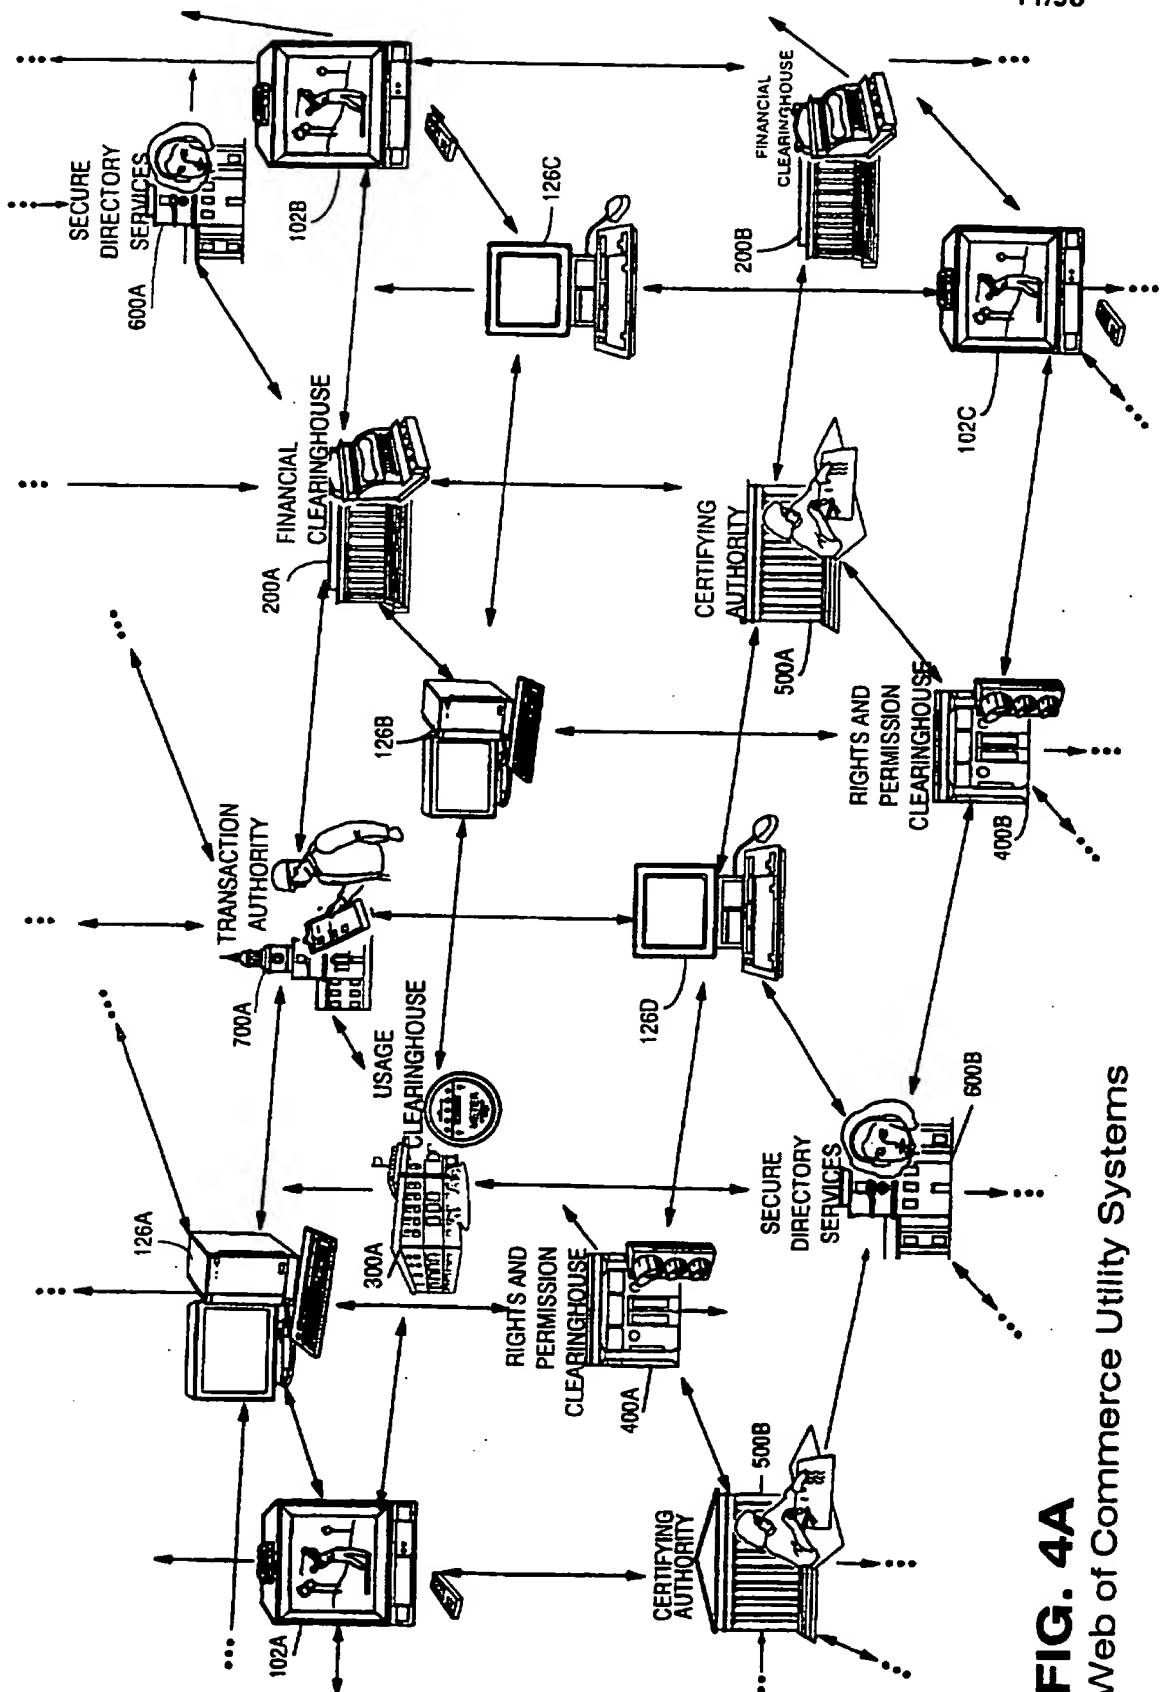 SECURE
DIRECTORY
SERVICES
600A
102B
126C
FINANCIAL
CLEARINGHOUSE
200B
102C
FINANCIAL
CLEARINGHOUSE
200A
CERTIFYING
AUTHORITY
500A
126B
RIGHTS AND
PERMISSION
CLEARINGHOUSE
400B
TRANSACTION
AUTHORITY
700A
126D
USAGE
CLEARINGHOUSE
METER
300A
126A
RIGHTS AND
PERMISSION
CLEARINGHOUSE
400A
SECURE
DIRECTORY
SERVICES
600B
102A
CERTIFYING
AUTHORITY
500B
FIG. 4A
Web of Commerce Utility Systems